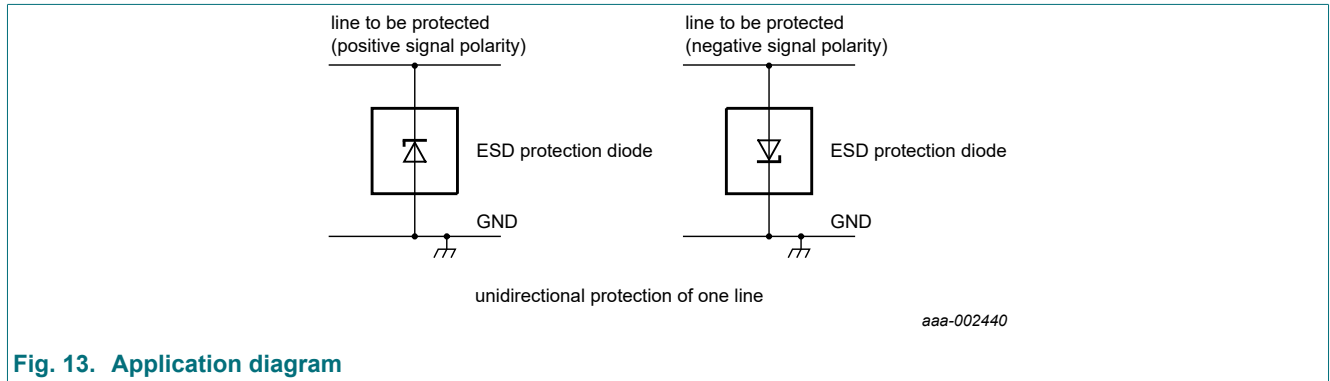 line to be protected
(positive signal polarity)
ESD protection diode
GND
line to be protected
(negative signal polarity)
ESD protection diode
GND
unidirectional protection of one line
aaa-002440
Fig. 13. Application diagram